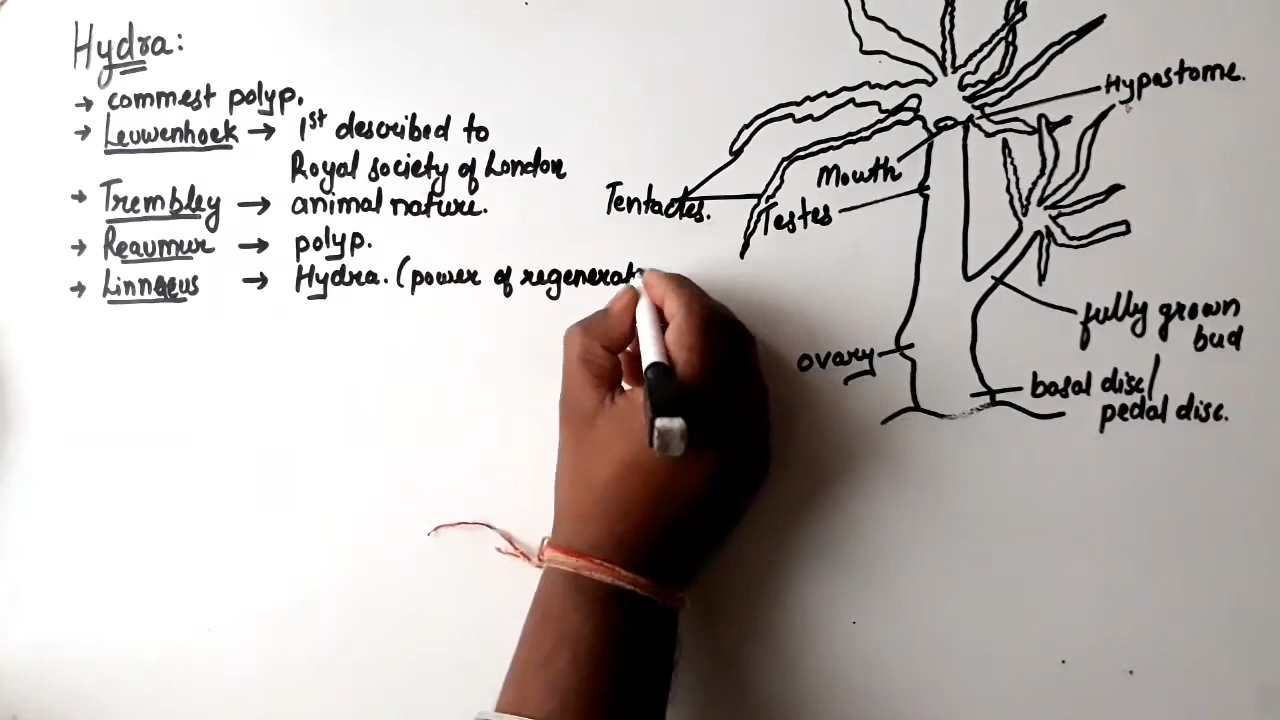 Hydra:
→ commest polyp.
→ Leuwenhoek → 1st described to
Royal society of London
→ Trembley → animal nature.
→ Reaumur → polyp.
→ Linnaeus → Hydra. (power of regenerat
Hypostome.
Mouth
Tentacles.
Testes
fully grown
bud
ovary
basal disc/
pedal disc.